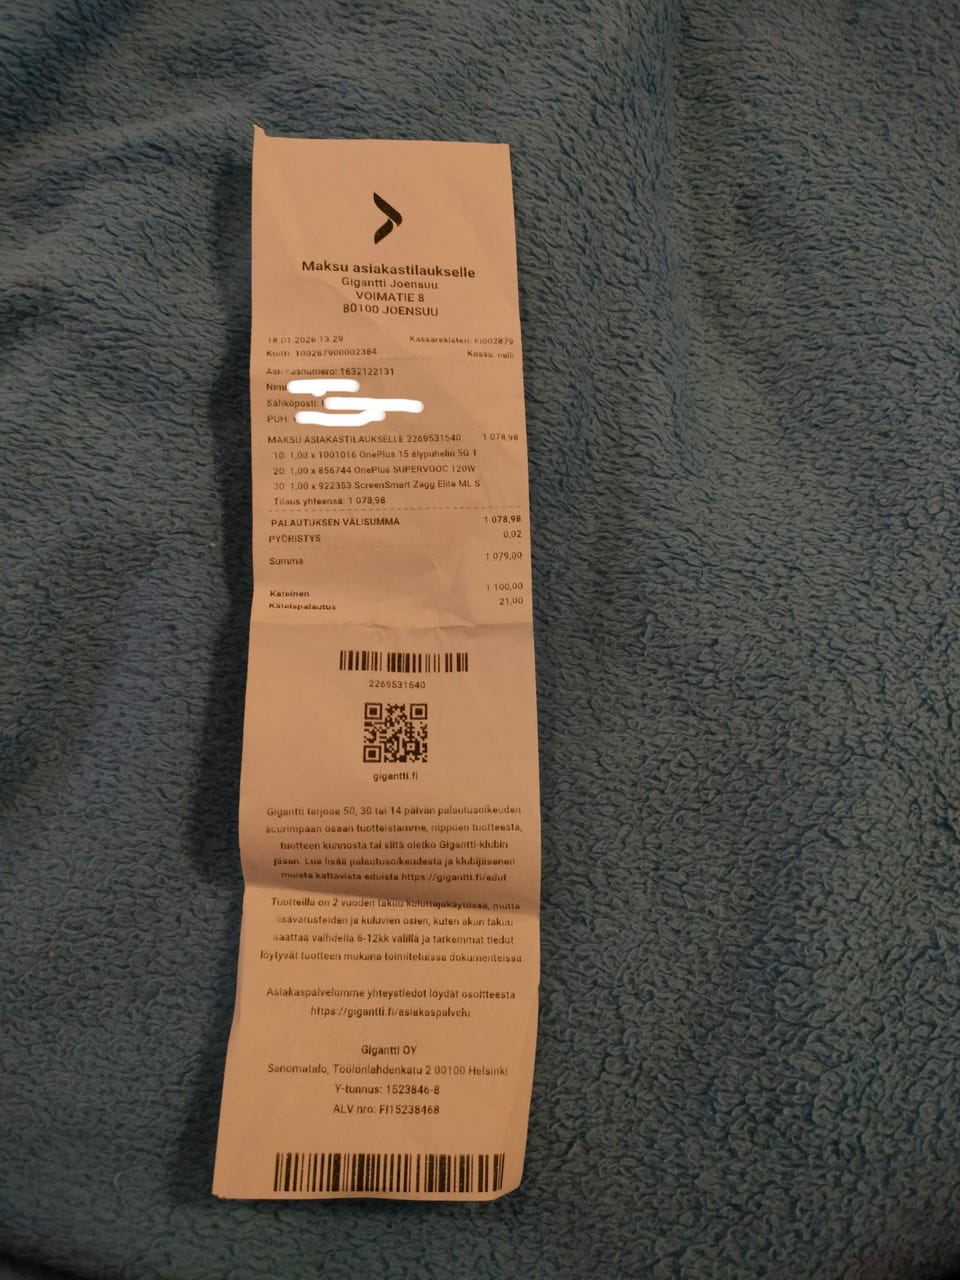 Maksu asiakastilaukselle
Gigantti Joensuu
VOIMATIE 8
80100 JOENSUU
18.01.2026 13.29 Kassarekisteri: FI002879
Kuitti: 100287900002384 Kassa: nelli
Asiakasnumero: 1632122131
Nimi
Sähköposti:
PUH:
MAKSU ASIAKASTILAUKSELLE 2269531540 1 078,98
10: 1,00 x 1001016 OnePlus 15 älypuhelin 5G 1
20: 1,00 x 856744 OnePlus SUPERVOOC 120W
30: 1,00 x 922353 ScreenSmart Zagg Elite ML S
Tilaus yhteensä: 1 078,98
PALAUTUKSEN VÄLISUMMA 1 078,98
PYÖRISTYS 0,02
Summa 1 079,00
Käteinen 1 100,00
Käteispalautus 21,00
2269531540
gigantti.fi
Gigantti tarjoaa 50, 30 tai 14 päivän palautusoikeuden
suurimpaan osaan tuotteistamme, riippuen tuotteesta,
tuotteen kunnosta tai siitä oletko Gigantti-klubin
jäsen. Lue lisää palautusoikeudesta ja klubijäsenen
muista kattavista eduista https://gigantti.fi/edut
Tuotteilla on 2 vuoden takuu kuluttajakäytössä, mutta
lisävarusteiden ja kuluvien osien, kuten akun takuu
saattaa vaihdella 6-12kk välillä ja tarkemmat tiedot
löytyvät tuotteen mukana toimitetuissa dokumenteissa.
Asiakaspalvelumme yhteystiedot löydät osoitteesta
https://gigantti.fi/asiakaspalvelu
Gigantti OY
Sanomatalo, Töölönlahdenkatu 2 00100 Helsinki
Y-tunnus: 1523846-8
ALV nro: FI15238468